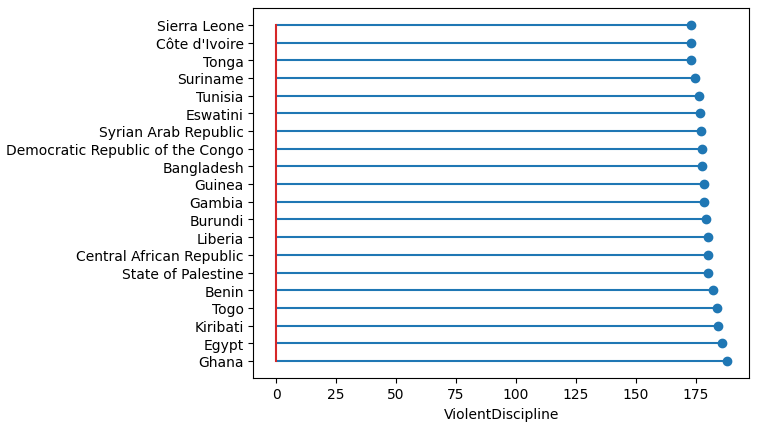 Sierra Leone
Côte d'Ivoire
Tonga
Suriname
Tunisia
Eswatini
Syrian Arab Republic
Democratic Republic of the Congo
Bangladesh
Guinea
Gambia
Burundi
Liberia
Central African Republic
State of Palestine
Benin
Togo
Kiribati
Egypt
Ghana
0 25 50 75 100 125 150 175
ViolentDiscipline